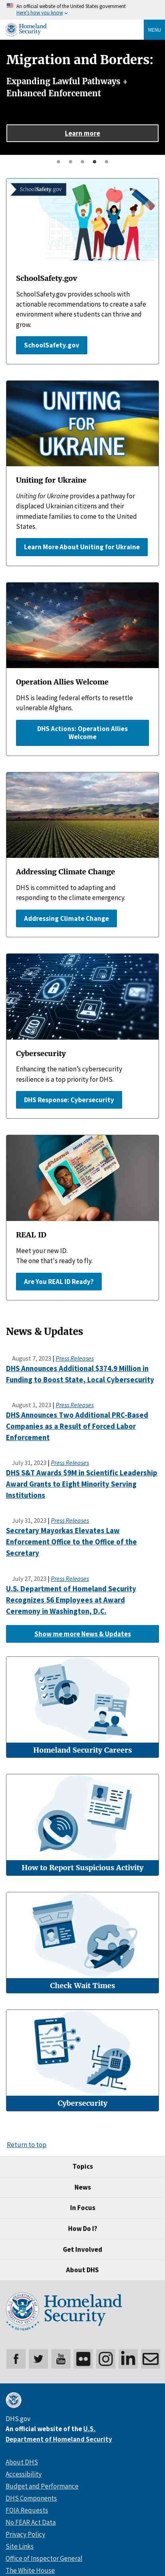 An official website of the United States government
Here's how you know
Homeland
Security
MENU
Migration and Borders:
Expanding Lawful Pathways +
Enhancing Enforcement
Learn more
SchoolSafety.gov
SchoolSafety.gov
SchoolSafety.gov provides schools with
actionable recommendations to create a safe
environment where students can thrive and
grow.
SchoolSafety.gov
UNITING
FOR
UKRAINE
Uniting for Ukraine
Uniting for Ukraine provides a pathway for
displaced Ukrainian citizens and their
immediate families to come to the United
States.
Learn More About Uniting for Ukraine
Operation Allies Welcome
DHS is leading federal efforts to resettle
vulnerable Afghans.
DHS Actions: Operation Allies
Welcome
Addressing Climate Change
DHS is committed to adapting and
responding to the climate emergency.
Addressing Climate Change
Cybersecurity
Enhancing the nation's cybersecurity
resilience is a top priority for DHS.
DHS Response: Cybersecurity
REAL ID
Meet your new ID.
The one that's ready to fly.
Are You REAL ID Ready?
News & Updates
August 7, 2023 | Press Releases
DHS Announces Additional $374.9 Million in
Funding to Boost State, Local Cybersecurity
August 1, 2023 | Press Releases
DHS Announces Two Additional PRC-Based
Companies as a Result of Forced Labor
Enforcement
July 31, 2023 | Press Releases
DHS S&T Awards $9M in Scientific Leadership
Award Grants to Eight Minority Serving
Institutions
July 31, 2023 | Press Releases
Secretary Mayorkas Elevates Law
Enforcement Office to the Office of the
Secretary
July 27, 2023 | Press Releases
U.S. Department of Homeland Security
Recognizes 56 Employees at Award
Ceremony in Washington, D.C.
Show me more News & Updates
Homeland Security Careers
How to Report Suspicious Activity
Check Wait Times
Cybersecurity
Return to top
Topics
News
In Focus
How Do I?
Get Involved
About DHS
Homeland
Security
DHS.gov
An official website of the U.S.
Department of Homeland Security
About DHS
Accessibility
Budget and Performance
DHS Components
FOIA Requests
No FEAR Act Data
Privacy Policy
Site Links
Office of Inspector General
The White House